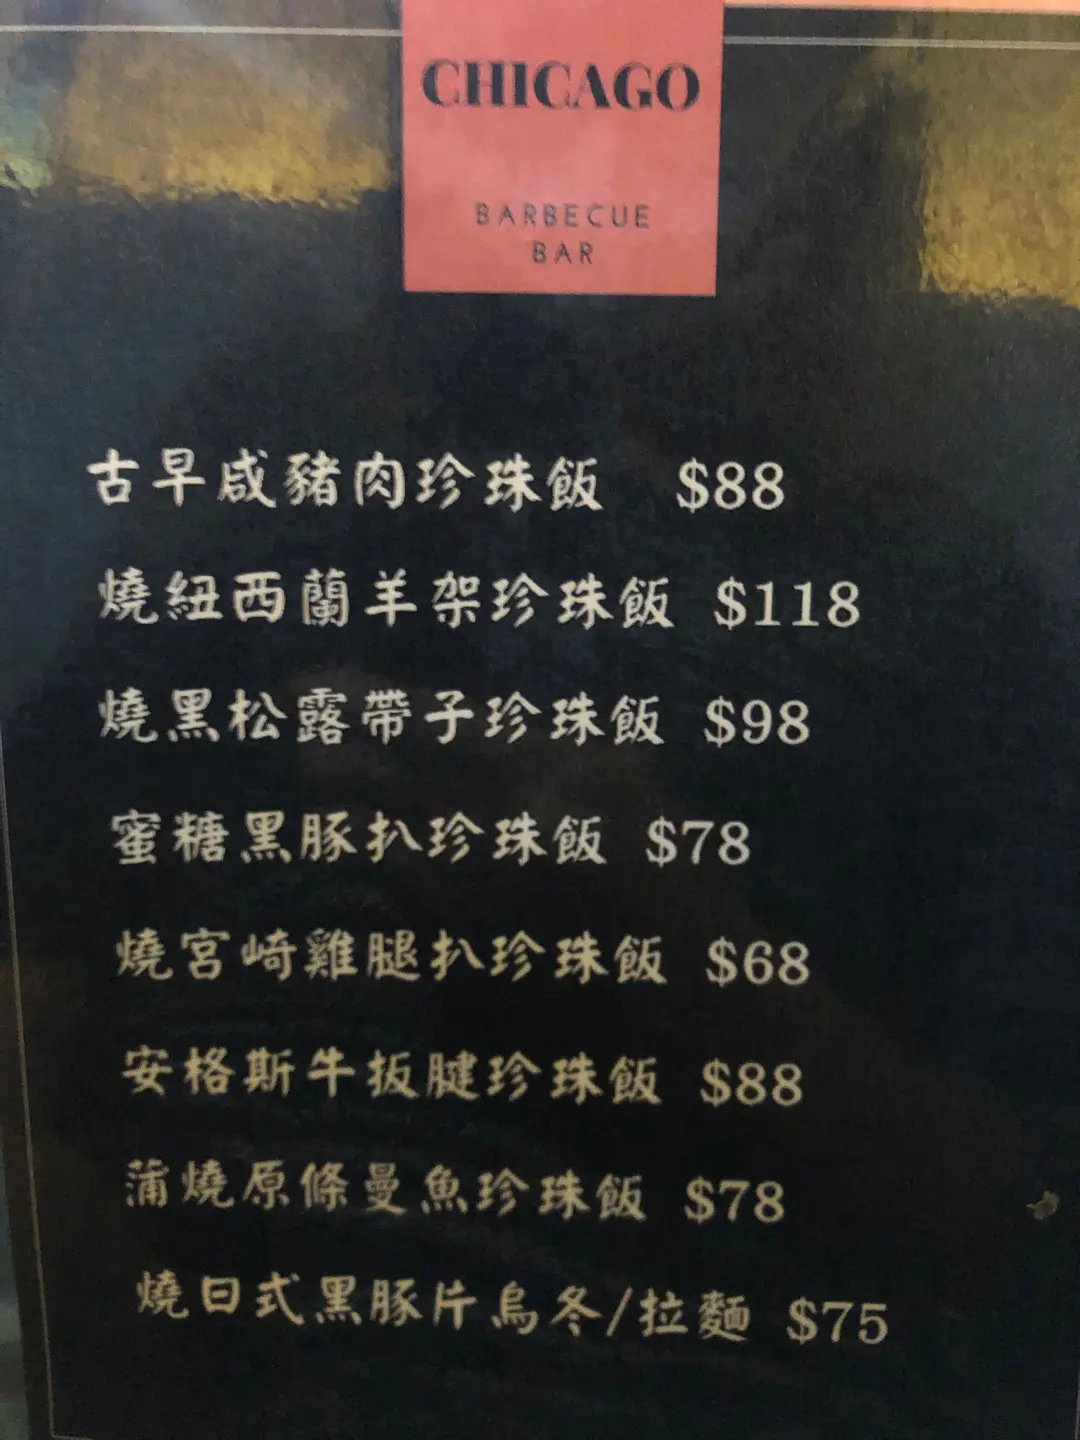 CHICAGO
BARBECUE
BAR
古早咸豬肉珍珠飯 $88
燒紐西蘭羊架珍珠飯 $118
燒黑松露帶子珍珠飯 $98
蜜糖黑豚扒珍珠飯 $78
燒宮崎雞腿扒珍珠飯 $68
安格斯牛扳腱珍珠飯 $88
蒲燒原條曼魚珍珠飯 $78
燒日式黑豚片烏冬/拉麵 $75